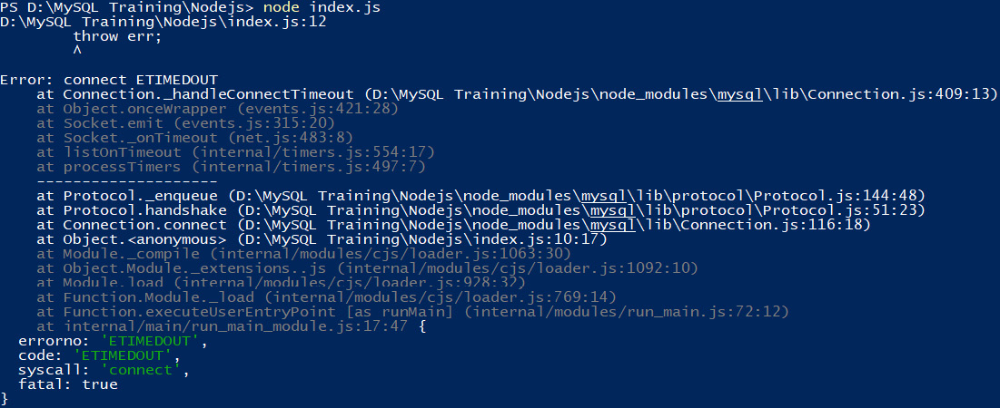 PS D:\MySQL Training\Nodejs> node index.js
D:\MySQL Training\Nodejs\index.js:12
        throw err;
        ^

Error: connect ETIMEDOUT
    at Connection._handleConnectTimeout (D:\MySQL Training\Nodejs\node_modules\mysql\lib\Connection.js:409:13)
    at Object.onceWrapper (events.js:421:28)
    at Socket.emit (events.js:315:20)
    at Socket._onTimeout (net.js:483:8)
    at listOnTimeout (internal/timers.js:554:17)
    at processTimers (internal/timers.js:497:7)
    --------------------
    at Protocol._enqueue (D:\MySQL Training\Nodejs\node_modules\mysql\lib\protocol\Protocol.js:144:48)
    at Protocol.handshake (D:\MySQL Training\Nodejs\node_modules\mysql\lib\protocol\Protocol.js:51:23)
    at Connection.connect (D:\MySQL Training\Nodejs\node_modules\mysql\lib\Connection.js:116:18)
    at Object.<anonymous> (D:\MySQL Training\Nodejs\index.js:10:17)
    at Module._compile (internal/modules/cjs/loader.js:1063:30)
    at Object.Module._extensions..js (internal/modules/cjs/loader.js:1092:10)
    at Module.load (internal/modules/cjs/loader.js:928:32)
    at Function.Module._load (internal/modules/cjs/loader.js:769:14)
    at Function.executeUserEntryPoint [as runMain] (internal/modules/run_main.js:72:12)
    at internal/main/run_main_module.js:17:47 {
  errorno: 'ETIMEDOUT',
  code: 'ETIMEDOUT',
  syscall: 'connect',
  fatal: true
}